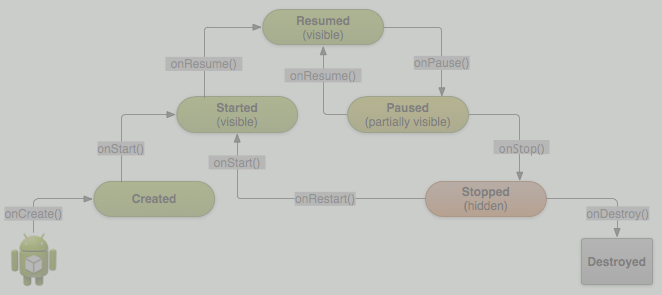 Resumed
(visible)
onResume()
onResume()
onPause()
Started
(visible)
Paused
(partially visible)
onStart()
onStart()
onStop()
Created
onRestart()
Stopped
(hidden)
onCreate()
onDestroy()
Destroyed